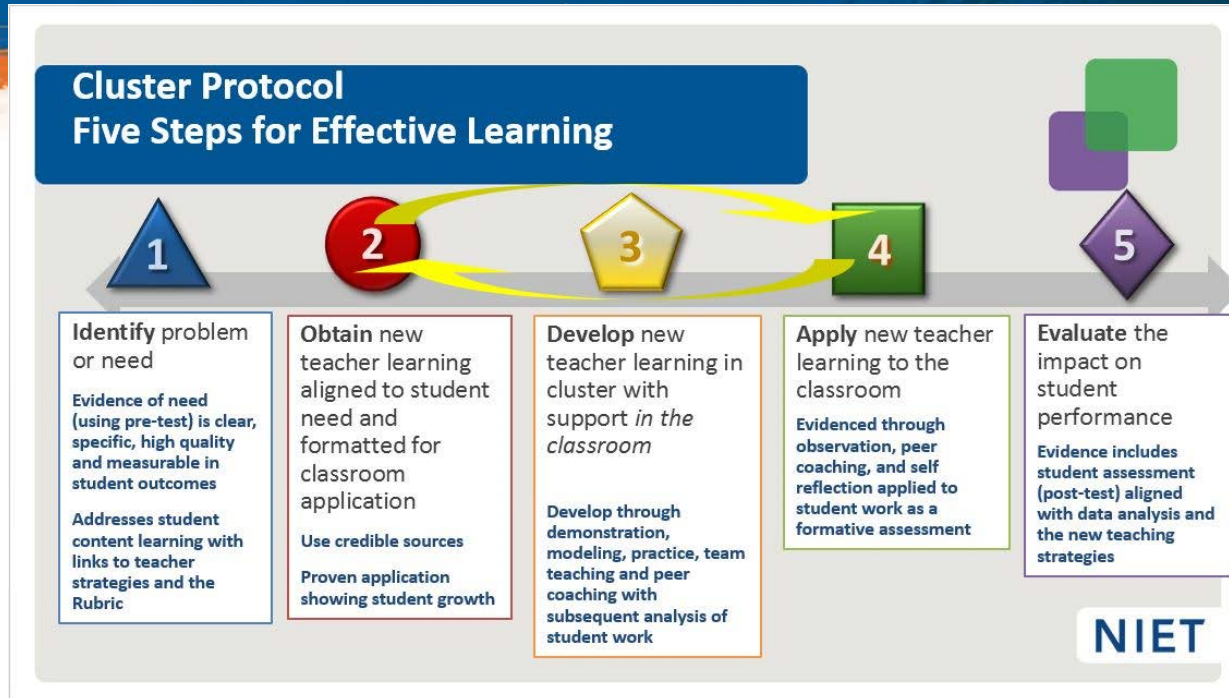 Cluster Protocol
Five Steps for Effective Learning
1
2
3
4
5
Identify problem
or need
Evidence of need
(using pre-test) is clear,
specific, high quality
and measurable in
student outcomes
Addresses student
content learning with
links to teacher
strategies and the
Rubric
Obtain new
teacher learning
aligned to student
need and
formatted for
classroom
application
Use credible sources
Proven application
showing student growth
Develop new
teacher learning in
cluster with
support in the
classroom
Develop through
demonstration,
modeling, practice, team
teaching and peer
coaching with
subsequent analysis of
student work
Apply new teacher
learning to the
classroom
Evidenced through
observation, peer
coaching, and self
reflection applied to
student work as a
formative assessment
Evaluate the
impact on
student
performance
Evidence includes
student assessment
(post-test) aligned
with data analysis and
the new teaching
strategies
NIET